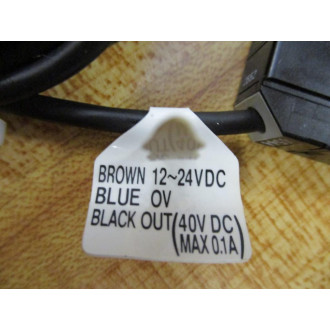 BROWN 12~24VDC
BLUE 0V
BLACK OUT (40V DC)
(MAX 0.1A)